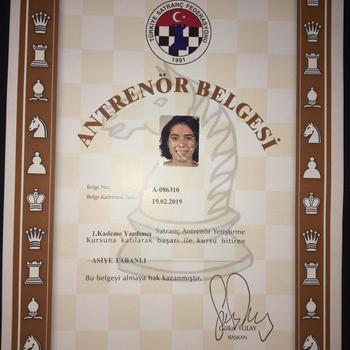 TÜRKİYE SATRANÇ FEDERASYONU
1991
ANTRENÖR BELGESİ
Belge No: A-086310
Belge Kademesi Tarihi 19.02.2019
1.Kademe Yardımcı Satranç Antrenör Yetiştirme
Kursuna katılarak başarı ile kursu bitiren
ASİYE TABANLI
Bu belgeyi almaya hak kazanmıştır.
Gülkız TULAY
BAŞKAN